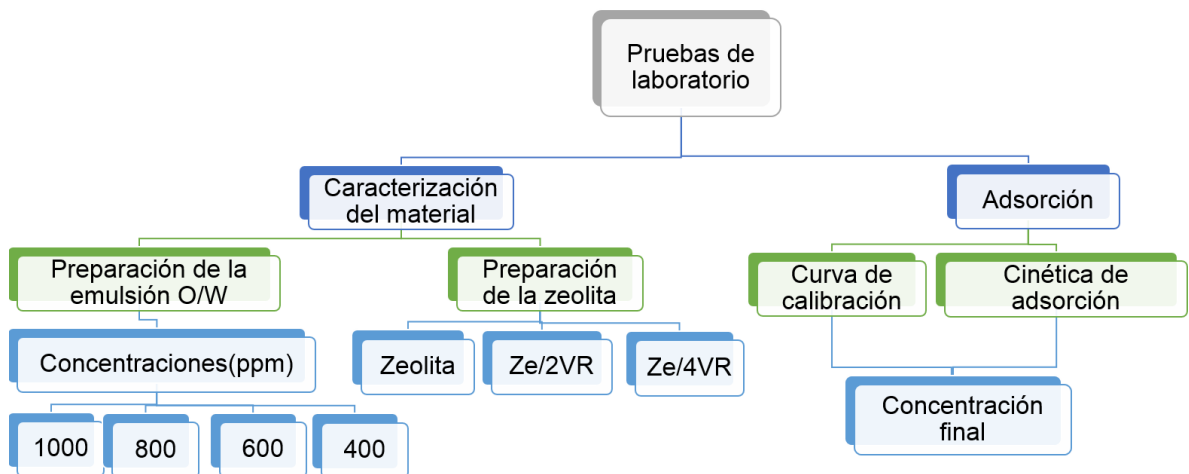 Pruebas de
laboratorio
Caracterización
del material
Adsorción
Preparación de la
emulsión O/W
Preparación
de la zeolita
Curva de
calibración
Cinética de
adsorción
Concentraciones(ppm)
Zeolita
Ze/2VR
Ze/4VR
Concentración
final
1000
800
600
400